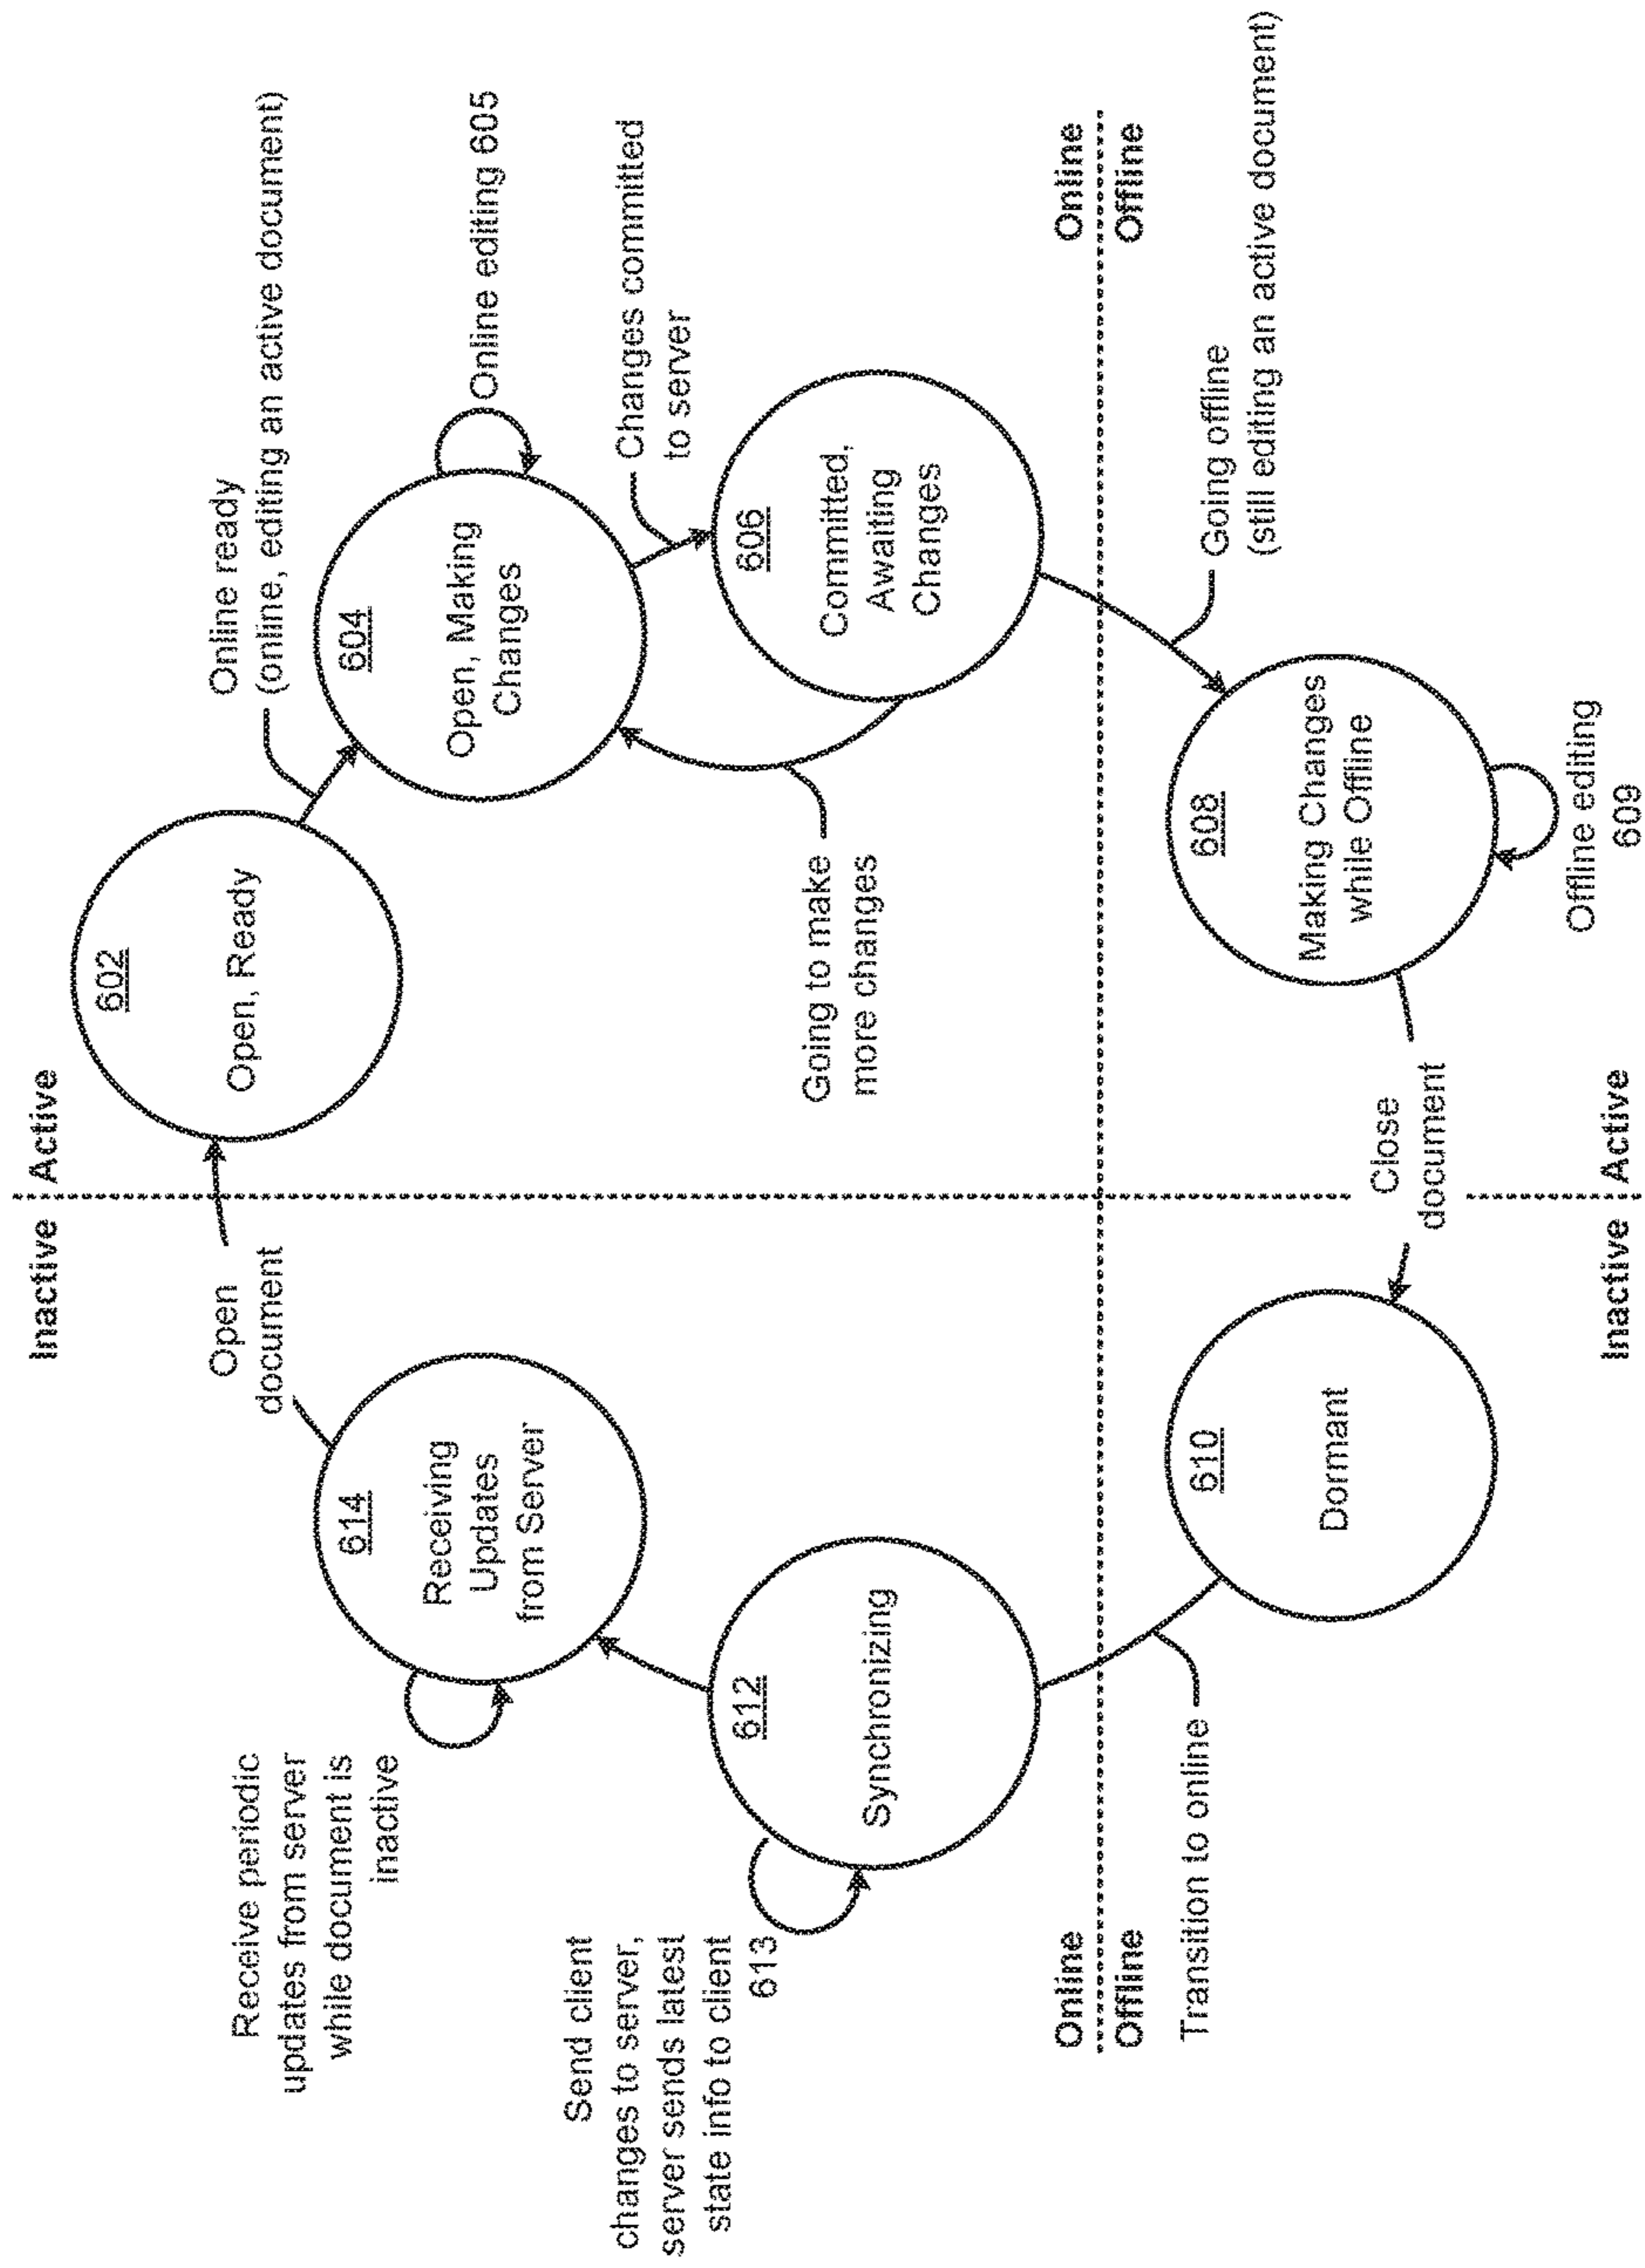 Inactive
Active
Open
document
602
Open, Ready
Online ready
(online, editing an active document)
604
Open, Making
Changes
Online editing 605
Changes committed
to server
606
Committed,
Awaiting
Changes
Going to make
more changes
Receive periodic
updates from server
while document is
inactive
614
Receiving
Updates
from Server
Send client
changes to server,
server sends latest
state info to client
613
612
Synchronizing
Online
Offline
Online
Offline
Transition to online
610
Dormant
Close
document
608
Making Changes
while Offline
Going offline
(still editing an active document)
Offline editing
609
Inactive
Active